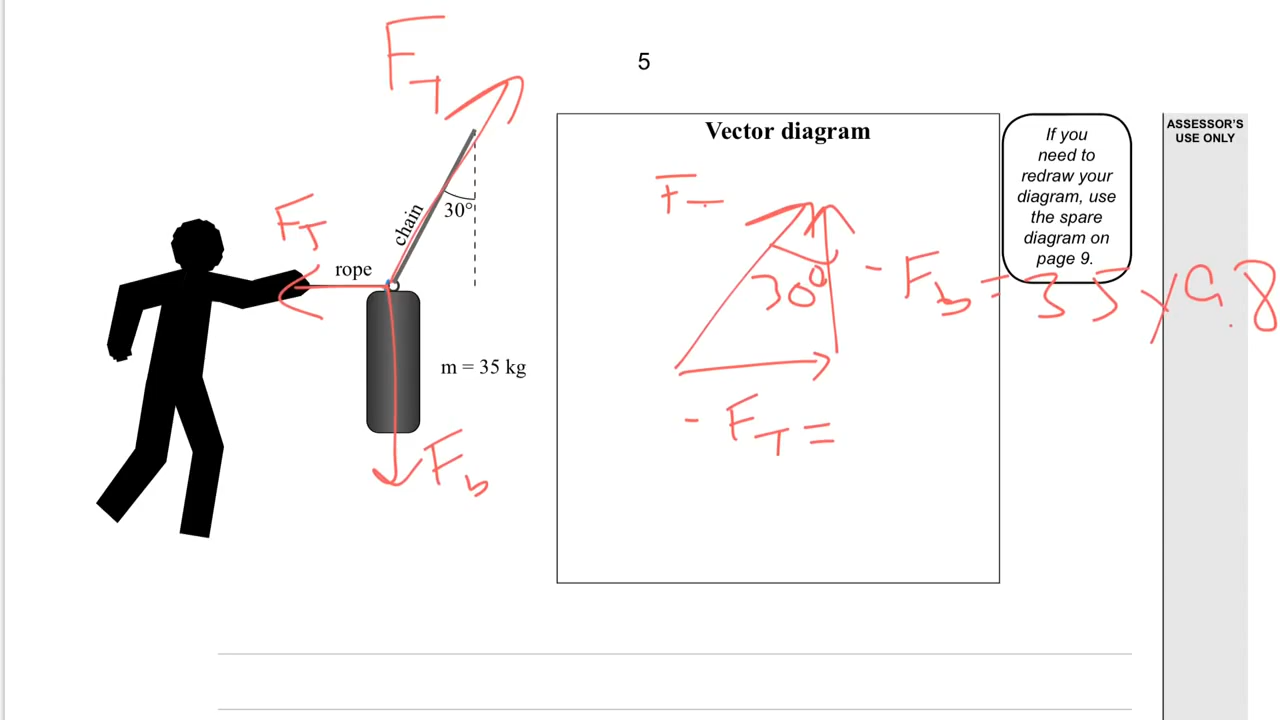 5
F_T
Vector diagram
ASSESSOR'S
USE ONLY
If you
need to
redraw your
diagram, use
the spare
diagram on
page 9.
F_T
30°
chain
F_T
rope
30°
- F_b = 35 x 9.8
m = 35 kg
- F_T =
F_b